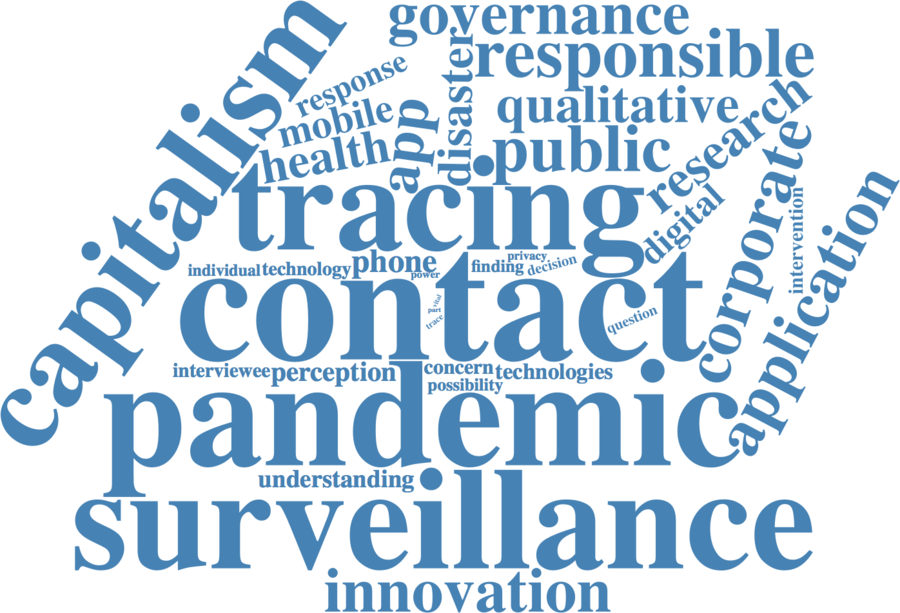 governance
responsible
response
mobile
health
app
disaster
qualitative
public
research
capitalism
tracing
digital
corporate
intervention
application
individual
technology
phone
power
finding
privacy
decision
contact
vital
part
trace
question
interviewee
perception
concern
technologies
possibility
pandemic
understanding
surveillance
innovation